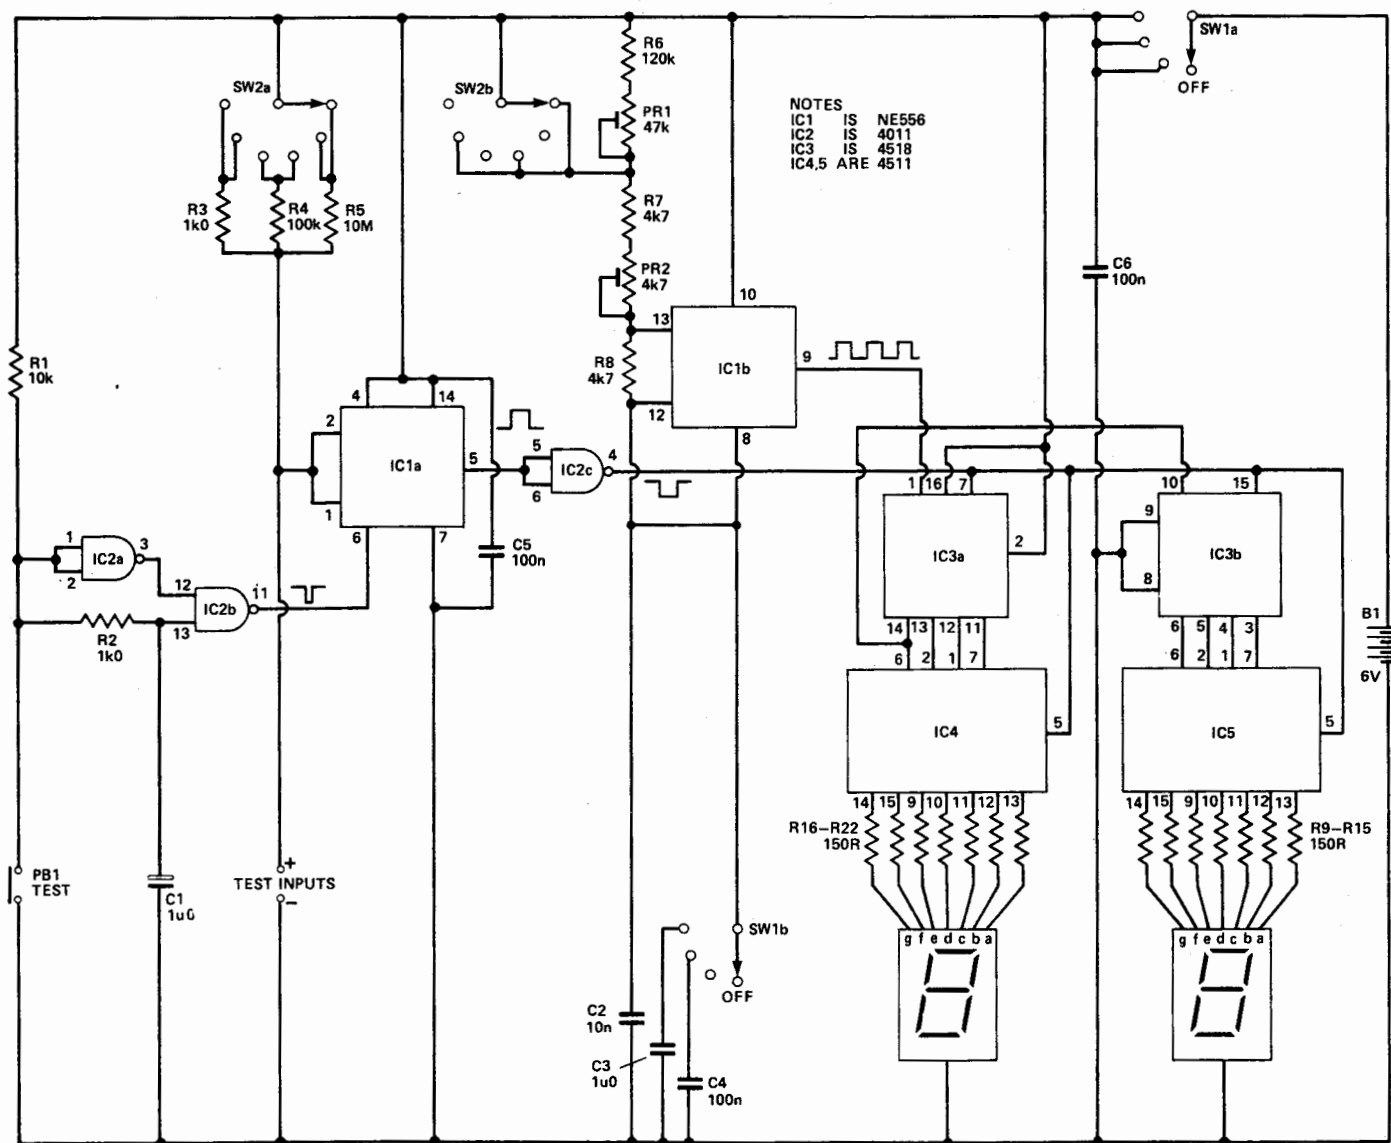 SW1a
OFF
R6
120k
SW2a
SW2b
PR1
47k
NOTES
IC1 IS NE556
IC2 IS 4011
IC3 IS 4518
IC4,5 ARE 4511
R3
1k0
R4
100k
R5
10M
R7
4k7
PR2
4k7
C6
100n
10
13
R1
10k
R8
4k7
IC1b
9
12
8
4
14
2
IC1a
5
1
6
7
5
6
IC2c
4
C5
100n
1
16
7
IC3a
2
10
15
9
8
IC3b
1
2
IC2a
3
12
13
IC2b
11
R2
1k0
14
13
12
11
6
2
1
7
6
5
4
3
6
2
1
7
B1
6V
IC4
5
IC5
5
14 15 9 10 11 12 13
14 15 9 10 11 12 13
R16–R22
150R
R9–R15
150R
PB1
TEST
C1
1u0
+
TEST INPUTS
–
SW1b
OFF
g f e d c b a
g f e d c b a
C2
10n
C3
1u0
C4
100n